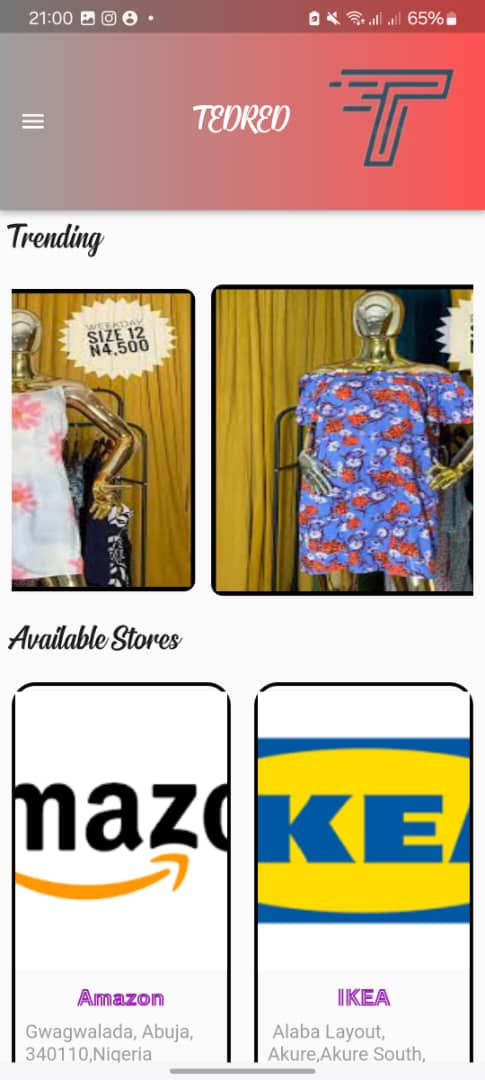 21:00
65%
TEDRED
Trending
WEEKDAY
SIZE 12
N4,500
Available Stores
mazo
KEA
Amazon
IKEA
Gwagwalada, Abuja,
340110,Nigeria
Alaba Layout,
Akure,Akure South,